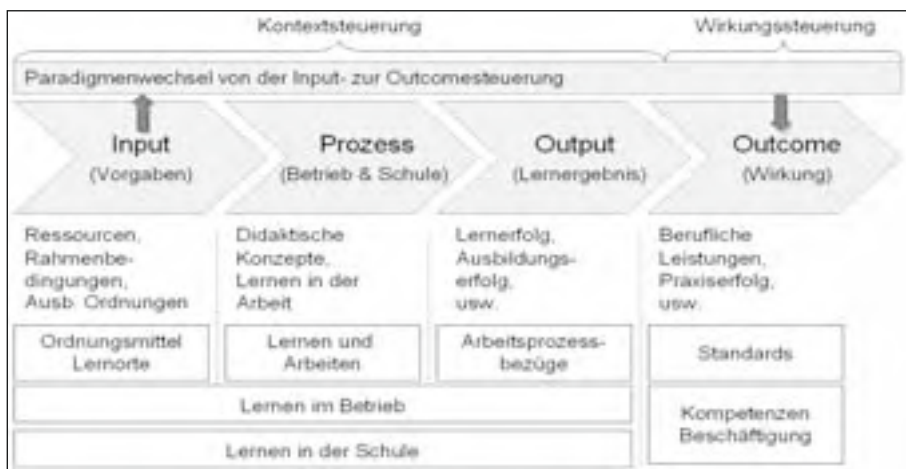 Kontextsteuerung
Wirkungssteuerung
Paradigmenwechsel von der Input- zur Outcomesteuerung
Input
(Vorgaben)
Prozess
(Betrieb & Schule)
Output
(Lernergebnis)
Outcome
(Wirkung)
Ressourcen,
Rahmenbe-
dingungen,
Ausb. Ordnungen
Didaktische
Konzepte,
Lernen in der
Arbeit
Lernerfolg,
Ausbildungs-
erfolg,
usw.
Berufliche
Leistungen,
Praxiserfolg,
usw.
Ordnungsmittel
Lernorte
Lernen und
Arbeiten
Arbeitsprozess-
bezüge
Standards
Lernen im Betrieb
Lernen in der Schule
Kompetenzen
Beschäftigung